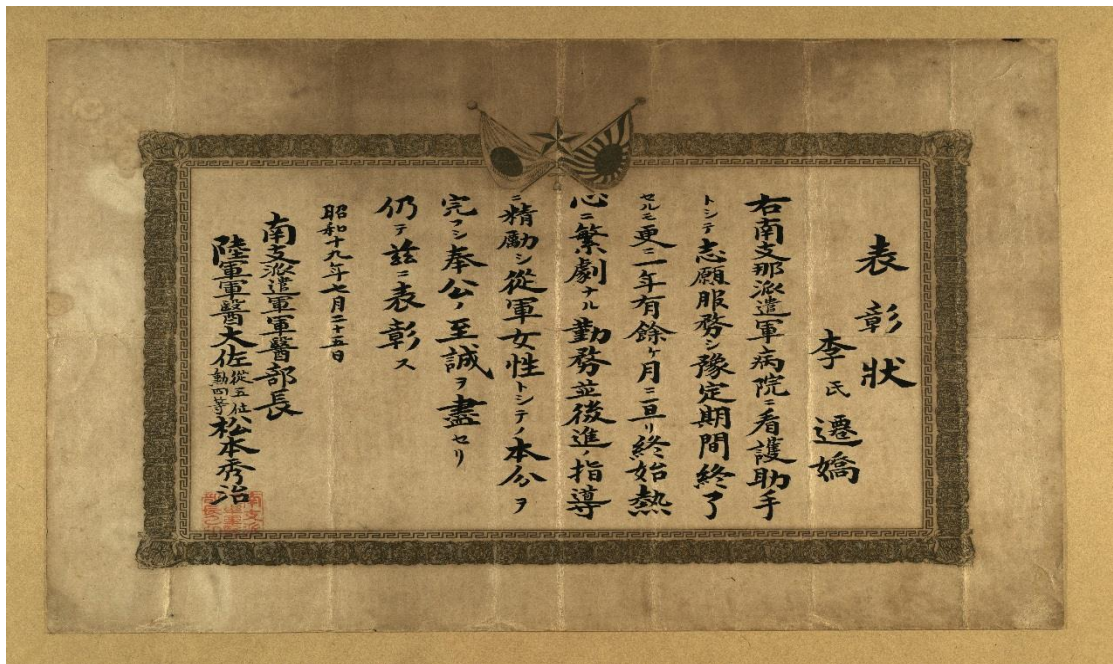 表彰状
李氏遷嬌
右南支那派遣軍病院ニ看護助手
トシテ志願服務シ豫定期間終了
セルモ更ニ一年有餘ヶ月ニ亘リ終始熱
心ニ繁劇ナル勤務並後進ノ指導
ニ精励シ從軍女性トシテノ本分ヲ
完フシ奉公ノ至誠ヲ盡セリ
仍テ茲ニ表彰ス
昭和十九年七月二十五日
南支派遣軍軍醫部長
陸軍軍醫大佐從五位勲四等松本秀治